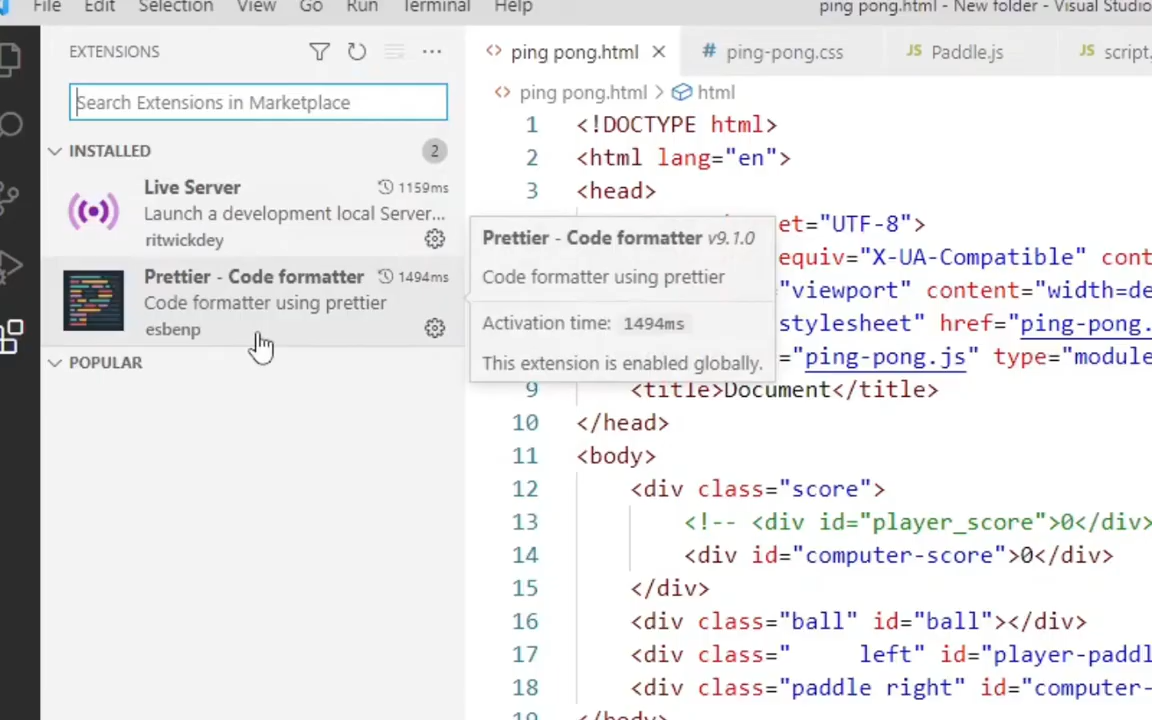 File Edit Selection View Go Run Terminal Help ping pong.html - New folder - Visual Studio
EXTENSIONS
Search Extensions in Marketplace
INSTALLED 2
Live Server 1159ms
Launch a development local Server...
ritwickdey
Prettier - Code formatter 1494ms
Code formatter using prettier
esbenp
POPULAR
Prettier - Code formatter v9.1.0
Code formatter using prettier
Activation time: 1494ms
This extension is enabled globally.
<> ping pong.html × # ping-pong.css JS Paddle.js JS script.
<> ping pong.html > html
1 <!DOCTYPE html>
2 <html lang="en">
3 <head>
et="UTF-8">
equiv="X-UA-Compatible" cont
"viewport" content="width=de
stylesheet" href="ping-pong.
="ping-pong.js" type="module
9 <title>Document</title>
10 </head>
11 <body>
12 <div class="score">
13 <!-- <div id="player_score">0</div>
14 <div id="computer-score">0</div>
15 </div>
16 <div class="ball" id="ball"></div>
17 <div class=" left" id="player-paddl
18 <div class="paddle right" id="computer-
19 </body>